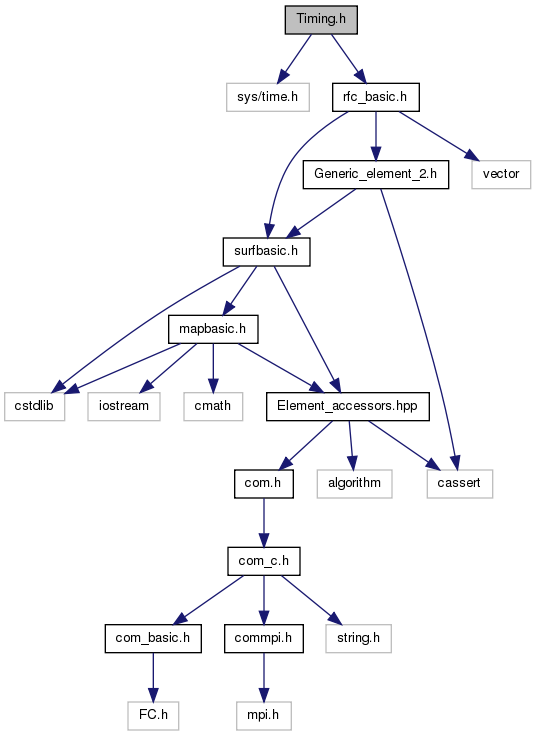 Timing.h
sys/time.h
rfc_basic.h
Generic_element_2.h
vector
surfbasic.h
mapbasic.h
cstdlib
iostream
cmath
Element_accessors.hpp
com.h
algorithm
cassert
com_c.h
com_basic.h
commpi.h
string.h
FC.h
mpi.h